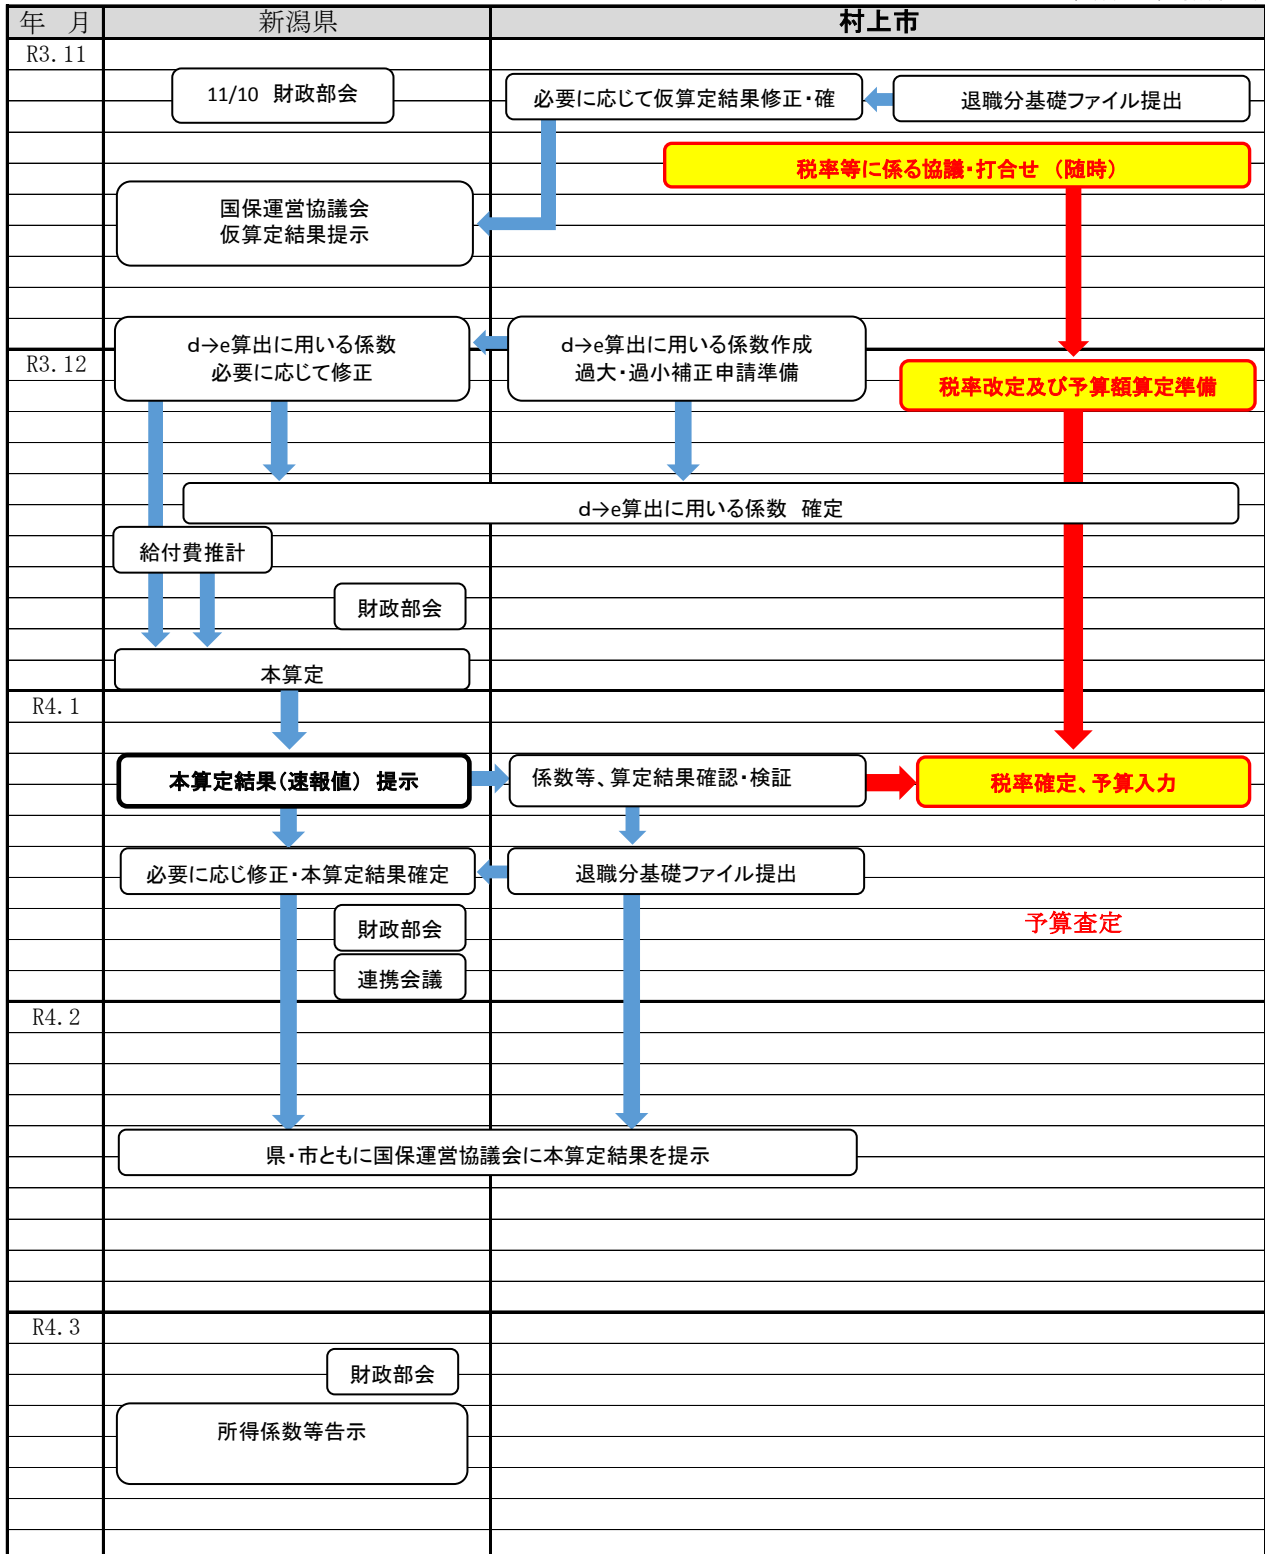 年　月　新潟県　村上市
R3.11
11/10　財政部会
必要に応じて仮算定結果修正・確
退職分基礎ファイル提出
税率等に係る協議・打合せ　（随時）
国保運営協議会
仮算定結果提示
d→e算出に用いる係数
必要に応じて修正
d→e算出に用いる係数作成
過大・過小補正申請準備
R3.12
税率改定及び予算額算定準備
d→e算出に用いる係数　確定
給付費推計
財政部会
本算定
R4.1
本算定結果（速報値）　提示
係数等、算定結果確認・検証
税率確定、予算入力
必要に応じ修正・本算定結果確定
退職分基礎ファイル提出
財政部会
予算査定
連携会議
R4.2
県・市ともに国保運営協議会に本算定結果を提示
R4.3
財政部会
所得係数等告示